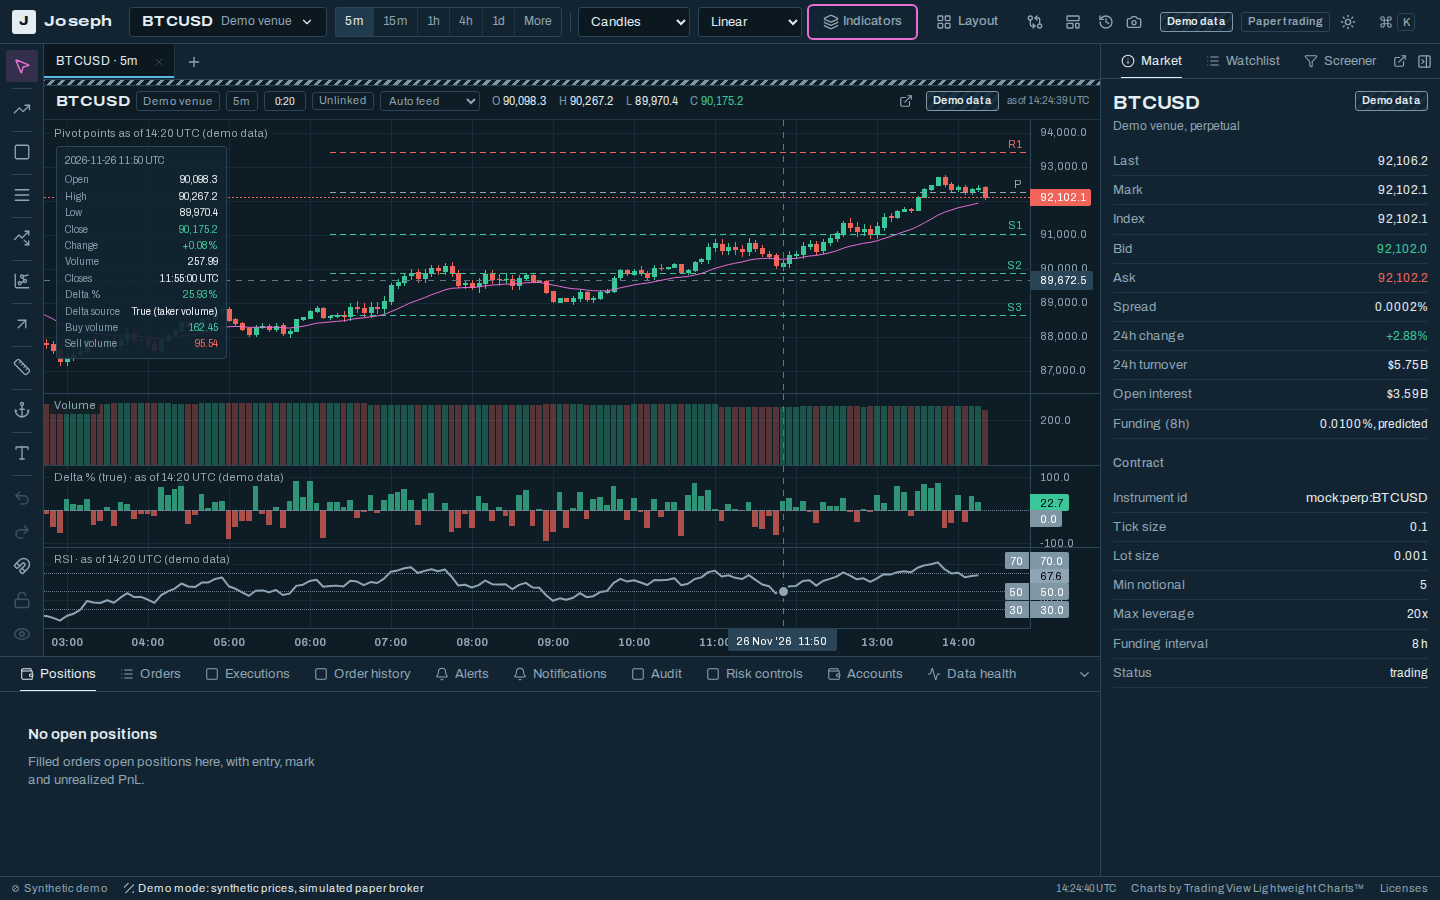 J Joseph BTCUSD Demo venue 5m 15m 1h 4h 1d More Candles Linear Indicators Layout Demo data Paper trading ⌘ K
BTCUSD · 5m × +
BTCUSD Demo venue 5m 0:20 Unlinked Auto feed O 90,098.3 H 90,267.2 L 89,970.4 C 90,175.2 Demo data as of 14:24:39 UTC
Pivot points as of 14:20 UTC (demo data)
2026-11-26 11:50 UTC
Open 90,098.3
High 90,267.2
Low 89,970.4
Close 90,175.2
Change +0.08%
Volume 257.99
Closes 11:55:00 UTC
Delta % 25.93%
Delta source True (taker volume)
Buy volume 162.45
Sell volume 95.54
R1
P
S1
S2
S3
94,000.0
93,000.0
92,102.1
91,000.0
90,000.0
89,672.5
89,000.0
88,000.0
87,000.0
Volume
200.0
Delta % (true) · as of 14:20 UTC (demo data)
100.0
22.7
0.0
-100.0
RSI · as of 14:20 UTC (demo data)
70 70.0
67.6
50 50.0
30 30.0
03:00 04:00 05:00 06:00 07:00 08:00 09:00 10:00 11:00 26 Nov '26 11:50 13:00 14:00
Market Watchlist Screener
BTCUSD Demo data
Demo venue, perpetual
Last 92,106.2
Mark 92,102.1
Index 92,102.1
Bid 92,102.0
Ask 92,102.2
Spread 0.0002%
24h change +2.88%
24h turnover $5.75B
Open interest $3.59B
Funding (8h) 0.0100%, predicted
Contract
Instrument id mock:perp:BTCUSD
Tick size 0.1
Lot size 0.001
Min notional 5
Max leverage 20x
Funding interval 8h
Status trading
Positions Orders Executions Order history Alerts Notifications Audit Risk controls Accounts Data health
No open positions
Filled orders open positions here, with entry, mark
and unrealized PnL.
Synthetic demo Demo mode: synthetic prices, simulated paper broker 14:24:40 UTC Charts by TradingView Lightweight Charts™ Licenses